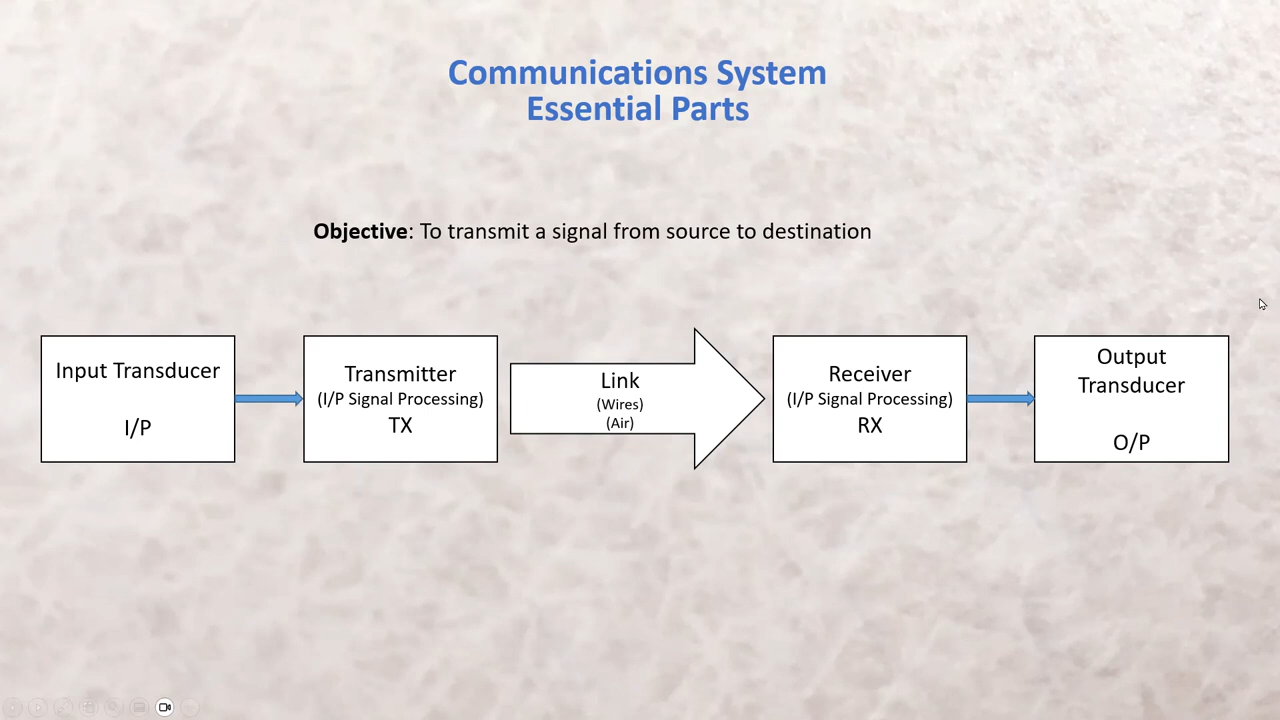 Communications System
Essential Parts
Objective: To transmit a signal from source to destination
Input Transducer
I/P
Transmitter
(I/P Signal Processing)
TX
Link
(Wires)
(Air)
Receiver
(I/P Signal Processing)
RX
Output
Transducer
O/P